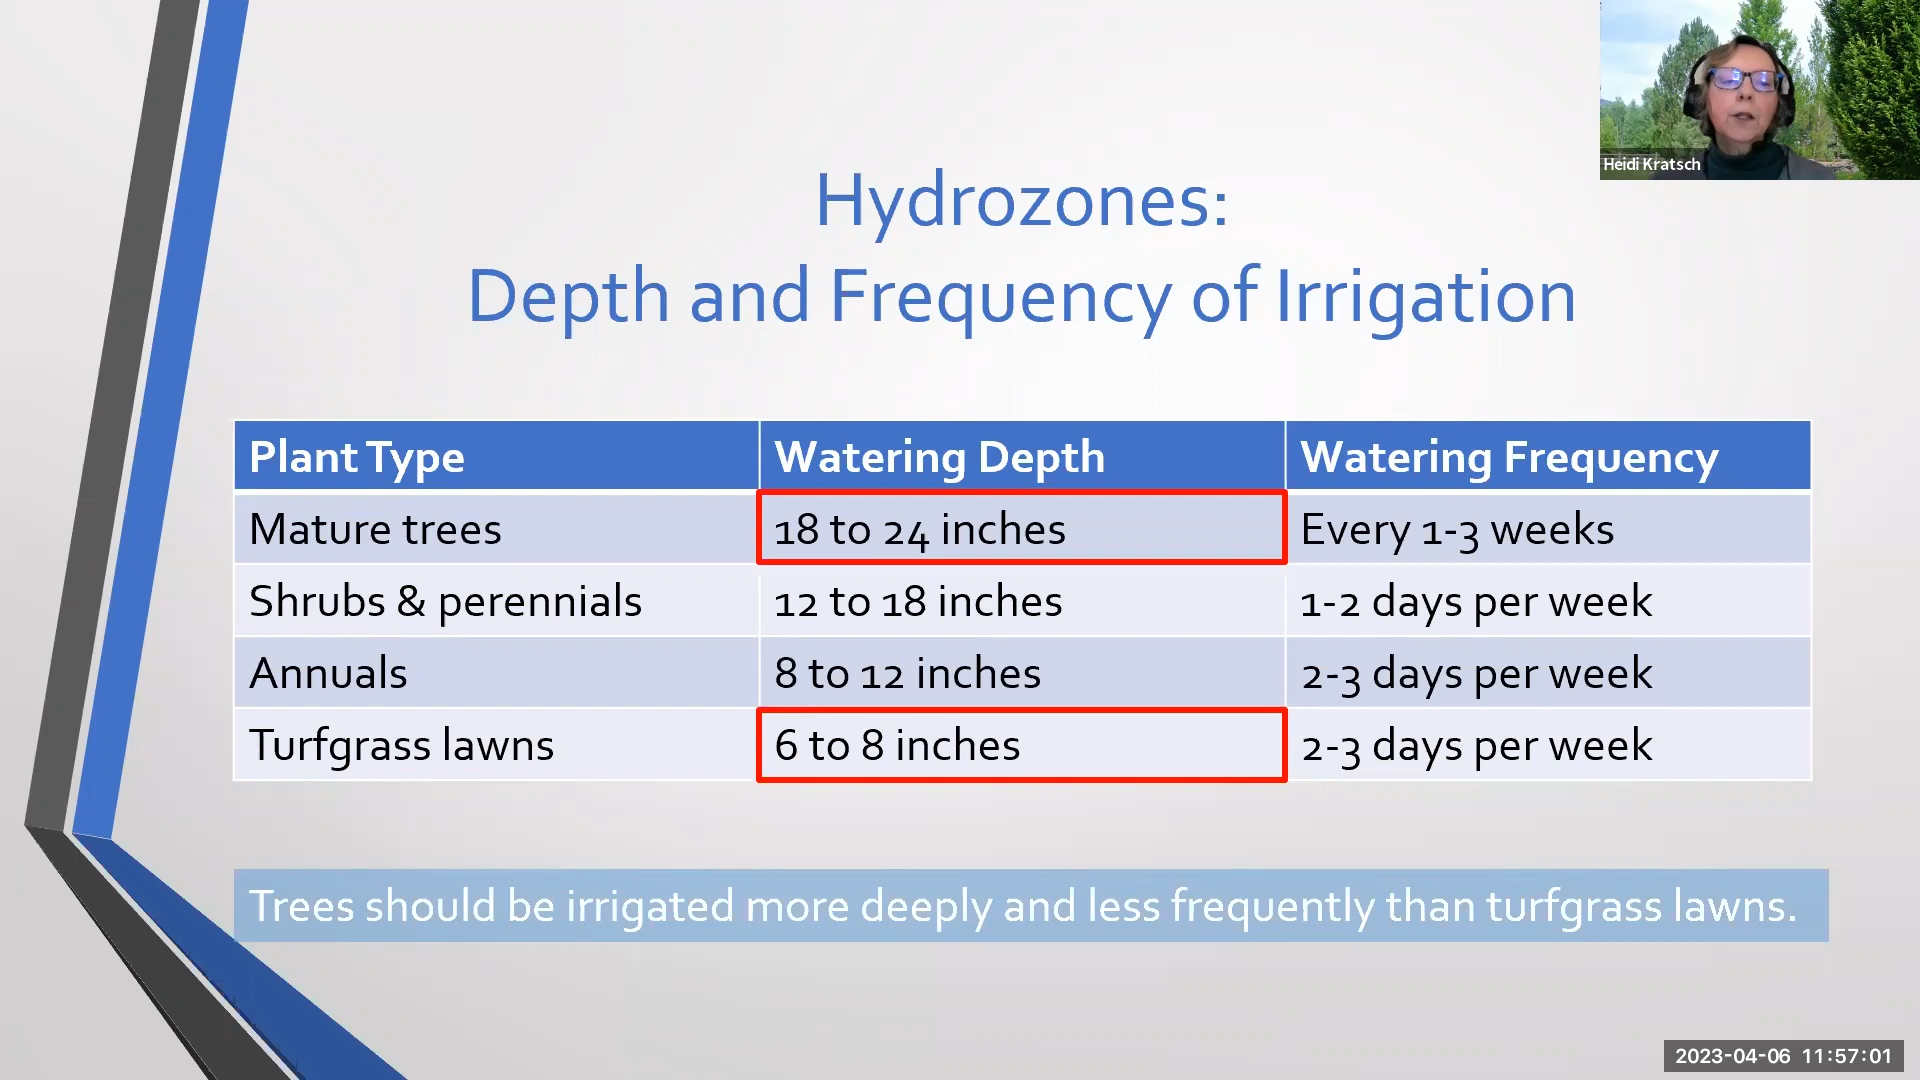 Heidi Kratsch
Hydrozones:
Depth and Frequency of Irrigation
Plant Type Watering Depth Watering Frequency
Mature trees 18 to 24 inches Every 1-3 weeks
Shrubs & perennials 12 to 18 inches 1-2 days per week
Annuals 8 to 12 inches 2-3 days per week
Turfgrass lawns 6 to 8 inches 2-3 days per week
Trees should be irrigated more deeply and less frequently than turfgrass lawns.
2023-04-06 11:57:01